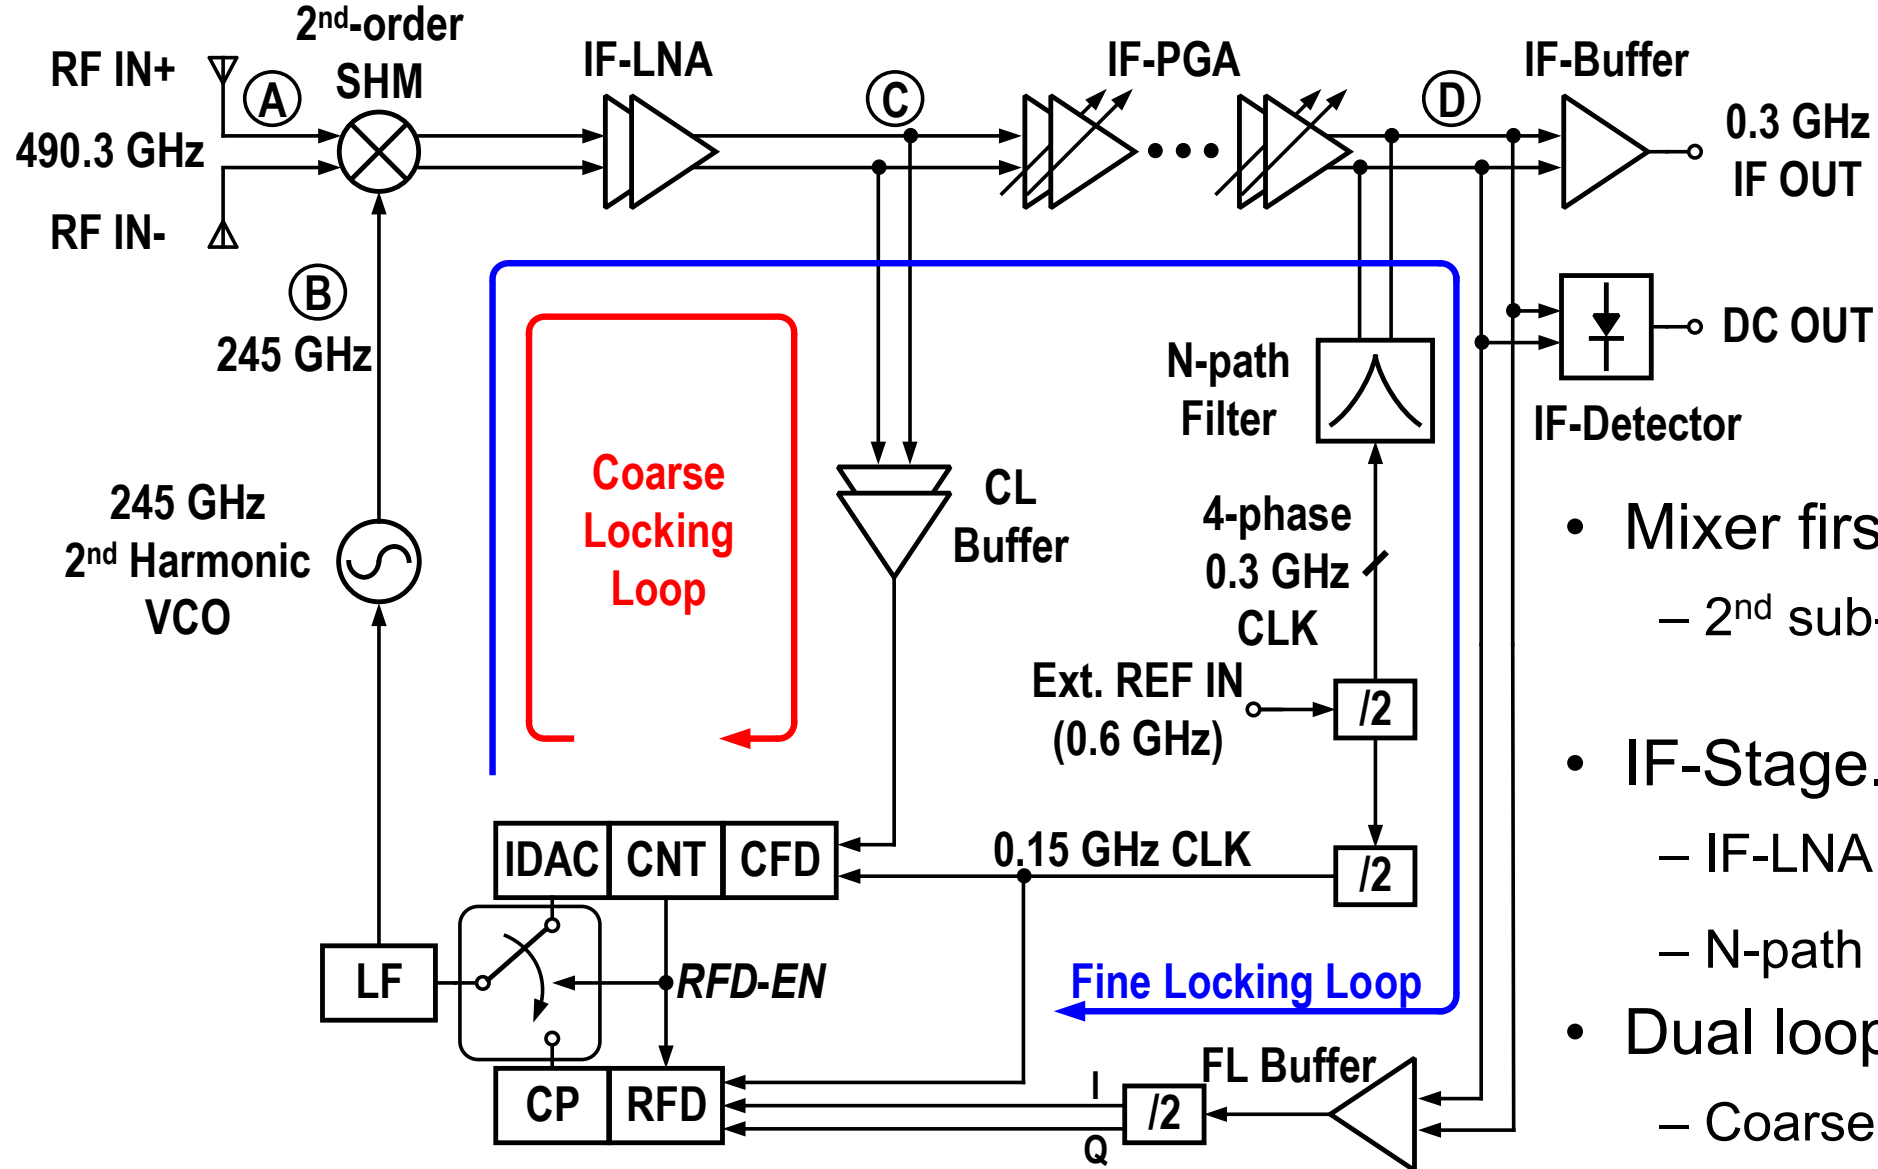 2nd-order
SHM
RF IN+
490.3 GHz
RF IN-
A
IF-LNA
C
IF-PGA
D
IF-Buffer
0.3 GHz
IF OUT
B
245 GHz
DC OUT
IF-Detector
N-path
Filter
Coarse
Locking
Loop
CL
Buffer
4-phase
0.3 GHz
CLK
245 GHz
2nd Harmonic
VCO
Ext. REF IN
(0.6 GHz)
/2
IDAC CNT CFD
0.15 GHz CLK
/2
LF
RFD-EN
Fine Locking Loop
CP RFD
I
Q
/2
FL Buffer
• Mixer firs
– 2nd sub-
• IF-Stage.
– IF-LNA
– N-path
• Dual loop
– Coarse